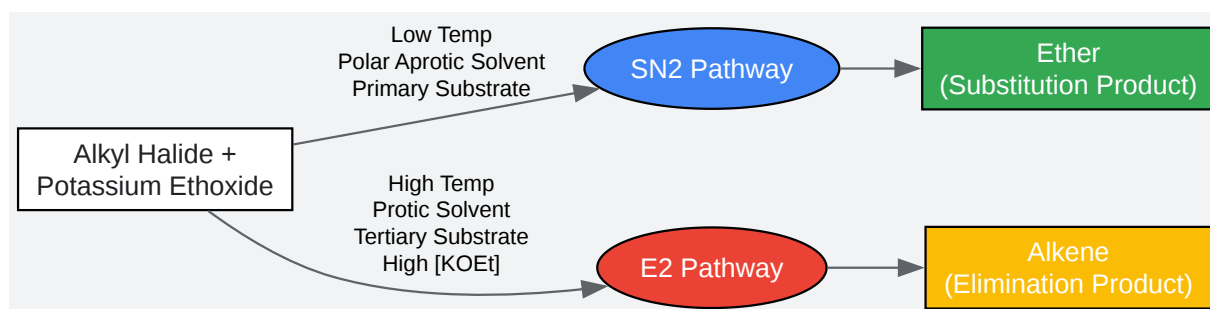 Low Temp
Polar Aprotic Solvent
Primary Substrate
SN2 Pathway
Ether
(Substitution Product)
Alkyl Halide +
Potassium Ethoxide
High Temp
Protic Solvent
Tertiary Substrate
High [KOEt]
E2 Pathway
Alkene
(Elimination Product)